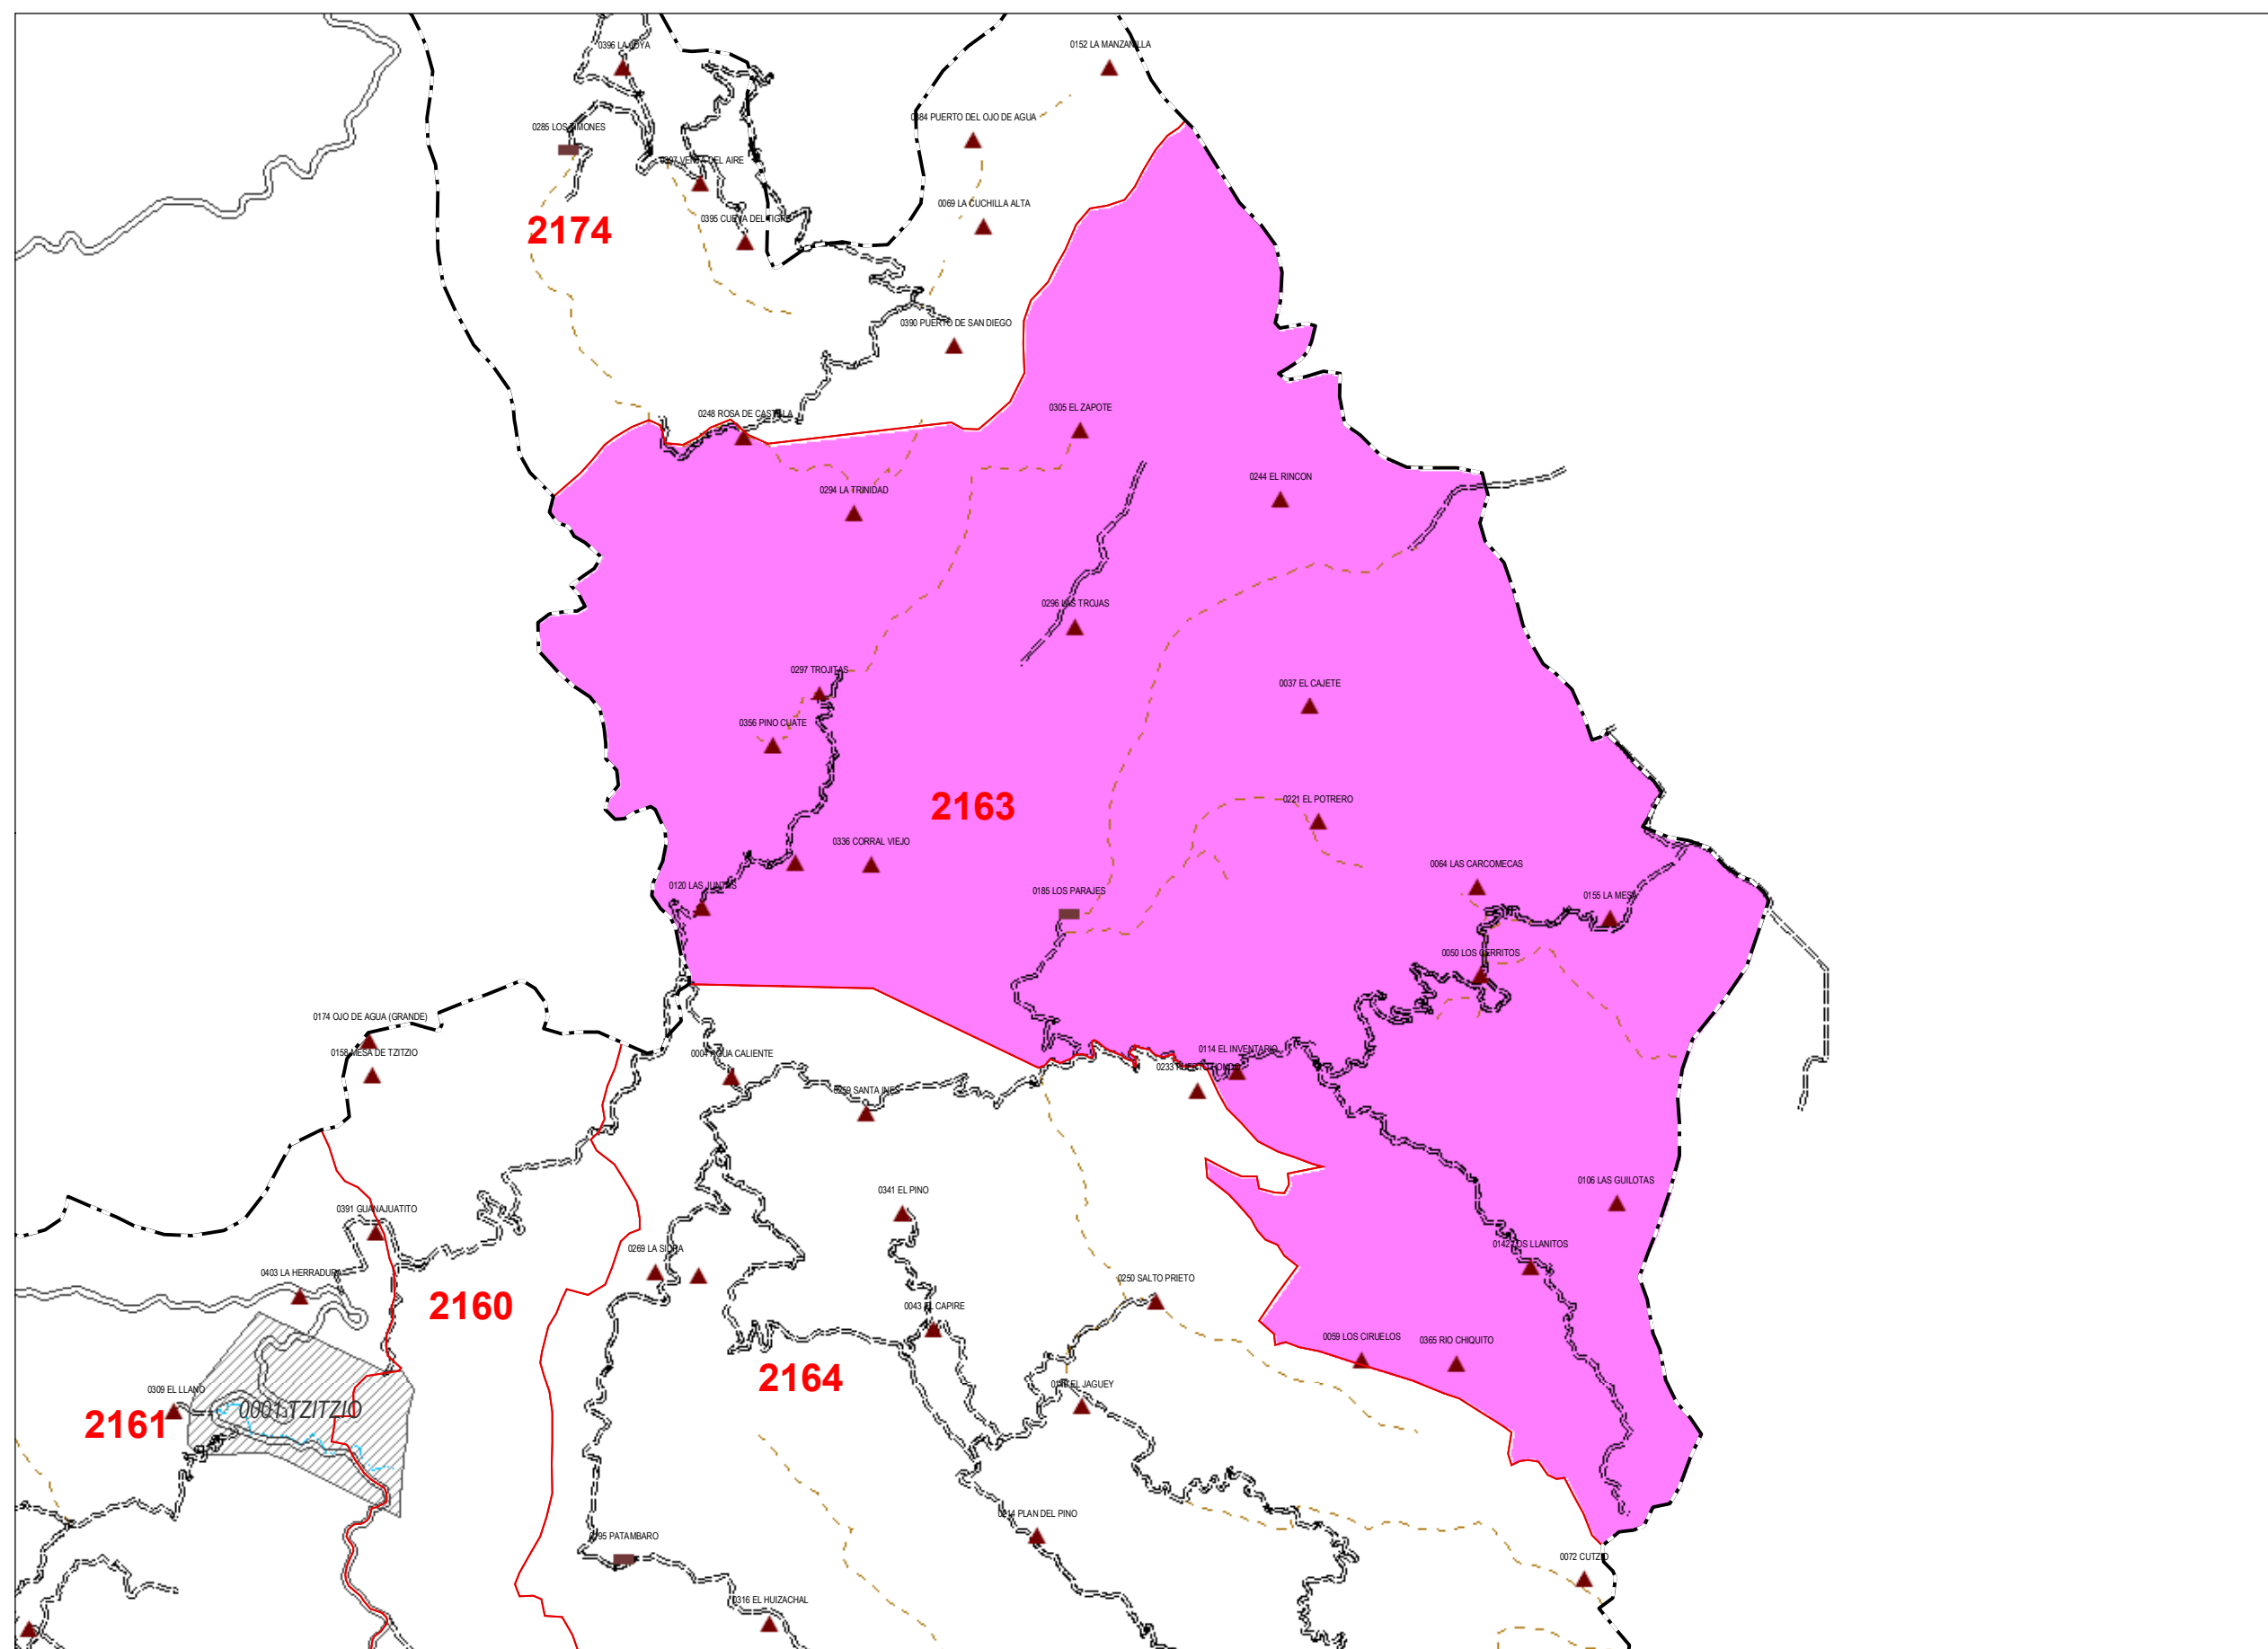 0396 LA JOYA
0152 LA MANZANILLA
0384 PUERTO DEL OJO DE AGUA
0285 LOS TIMONES
0397 VENTA DEL AIRE
0069 LA CUCHILLA ALTA
0395 CUEVA DEL TIGRE
2174
0390 PUERTO DE SAN DIEGO
0248 ROSA DE CASTILLA
0305 EL ZAPOTE
0244 EL RINCON
0294 LA TRINIDAD
0296 LAS TROJAS
0297 TROJITAS
0037 EL CAJETE
0356 PINO CUATE
2163
0221 EL POTRERO
0336 CORRAL VIEJO
0064 LAS CARCOMECAS
0120 LAS JUNTAS
0185 LOS PARAJES
0155 LA MESA
0050 LOS CERRITOS
0174 OJO DE AGUA (GRANDE)
0158 MESA DE TZITZIO
0004 AGUA CALIENTE
0114 EL INVENTARIO
0233 PUERTO HONDO
0259 SANTA INES
0106 LAS GUILOTAS
0341 EL PINO
0391 GUANAJUATITO
0142 LOS LLANITOS
0269 LA SIDRA
0403 LA HERRADURA
0250 SALTO PRIETO
2160
0043 EL CAPIRE
0059 LOS CIRUELOS
0365 RIO CHIQUITO
2164
EL JAGUEY
0309 EL LLANO
0001 TZITZIO
2161
0214 PLAN DEL PINO
0195 PATAMBARO
0072 CUTZIO
0316 EL HUIZACHAL